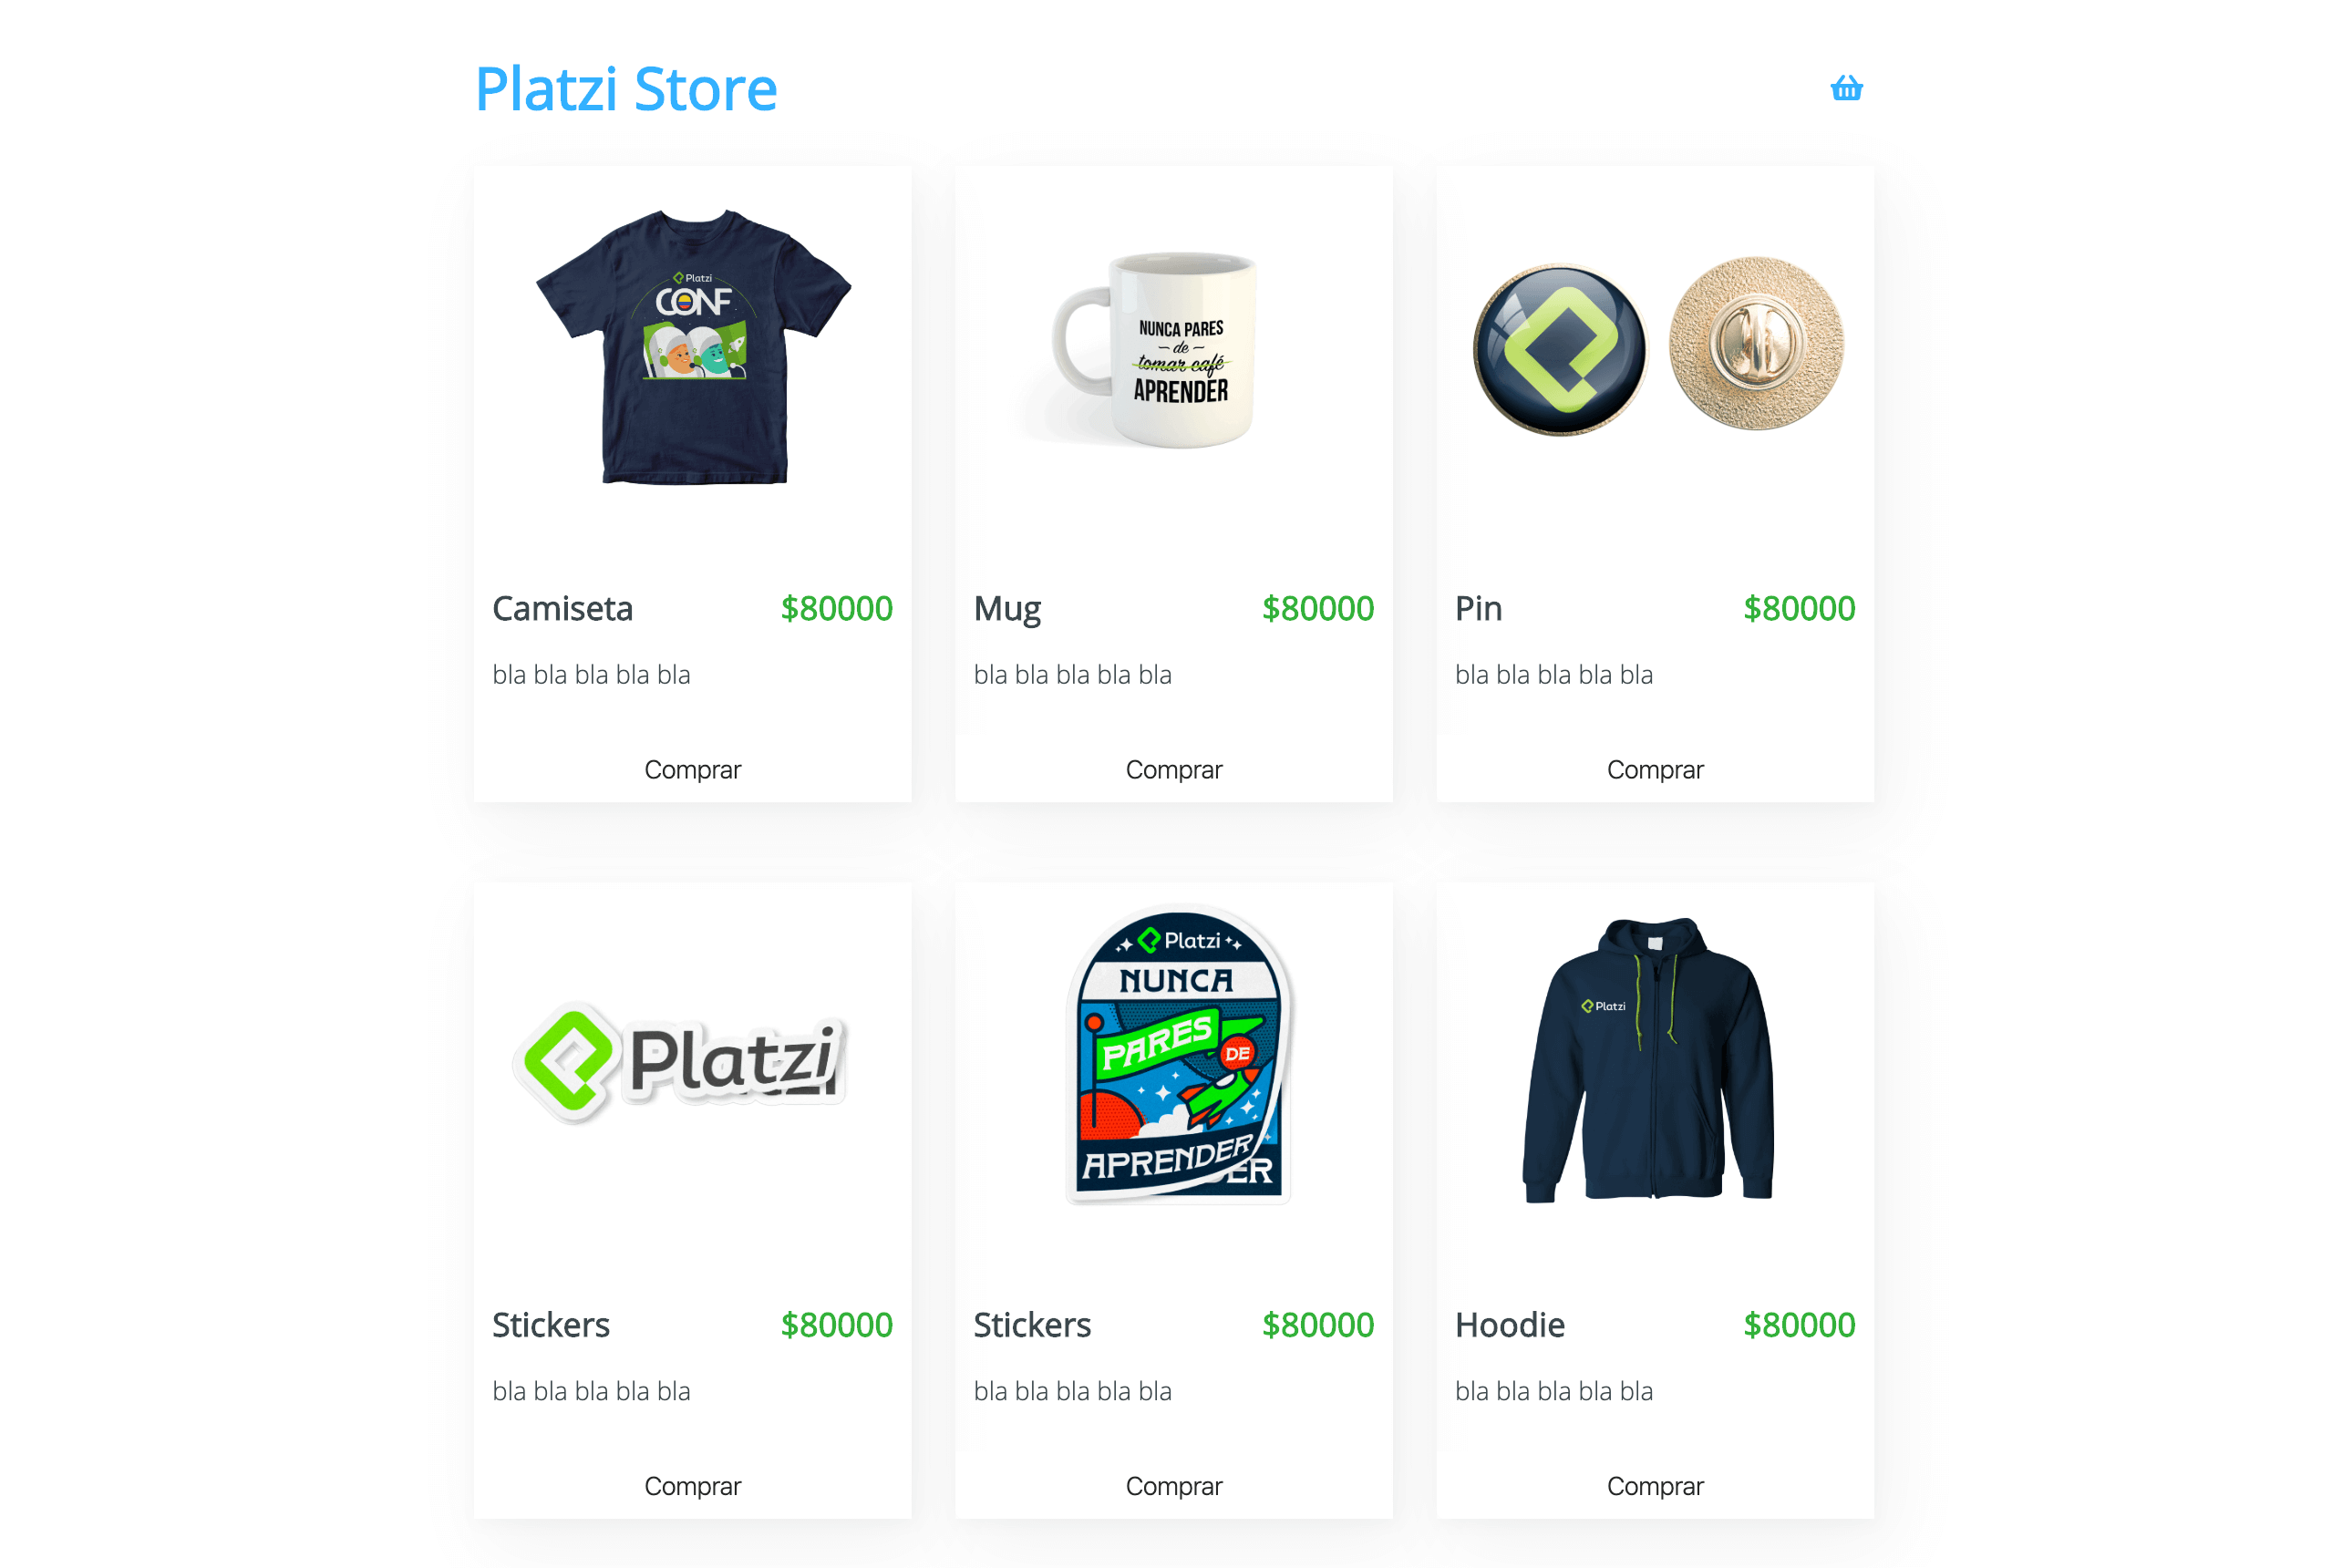 Platzi Store
Platzi
CONF
NUNCA PARES
de
tomar café
APRENDER
Camiseta $80000
bla bla bla bla bla
Comprar
Mug $80000
bla bla bla bla bla
Comprar
Pin $80000
bla bla bla bla bla
Comprar
Platzi
Stickers $80000
bla bla bla bla bla
Comprar
Platzi
NUNCA
PARES
DE
APRENDER
Stickers $80000
bla bla bla bla bla
Comprar
Platzi
Hoodie $80000
bla bla bla bla bla
Comprar